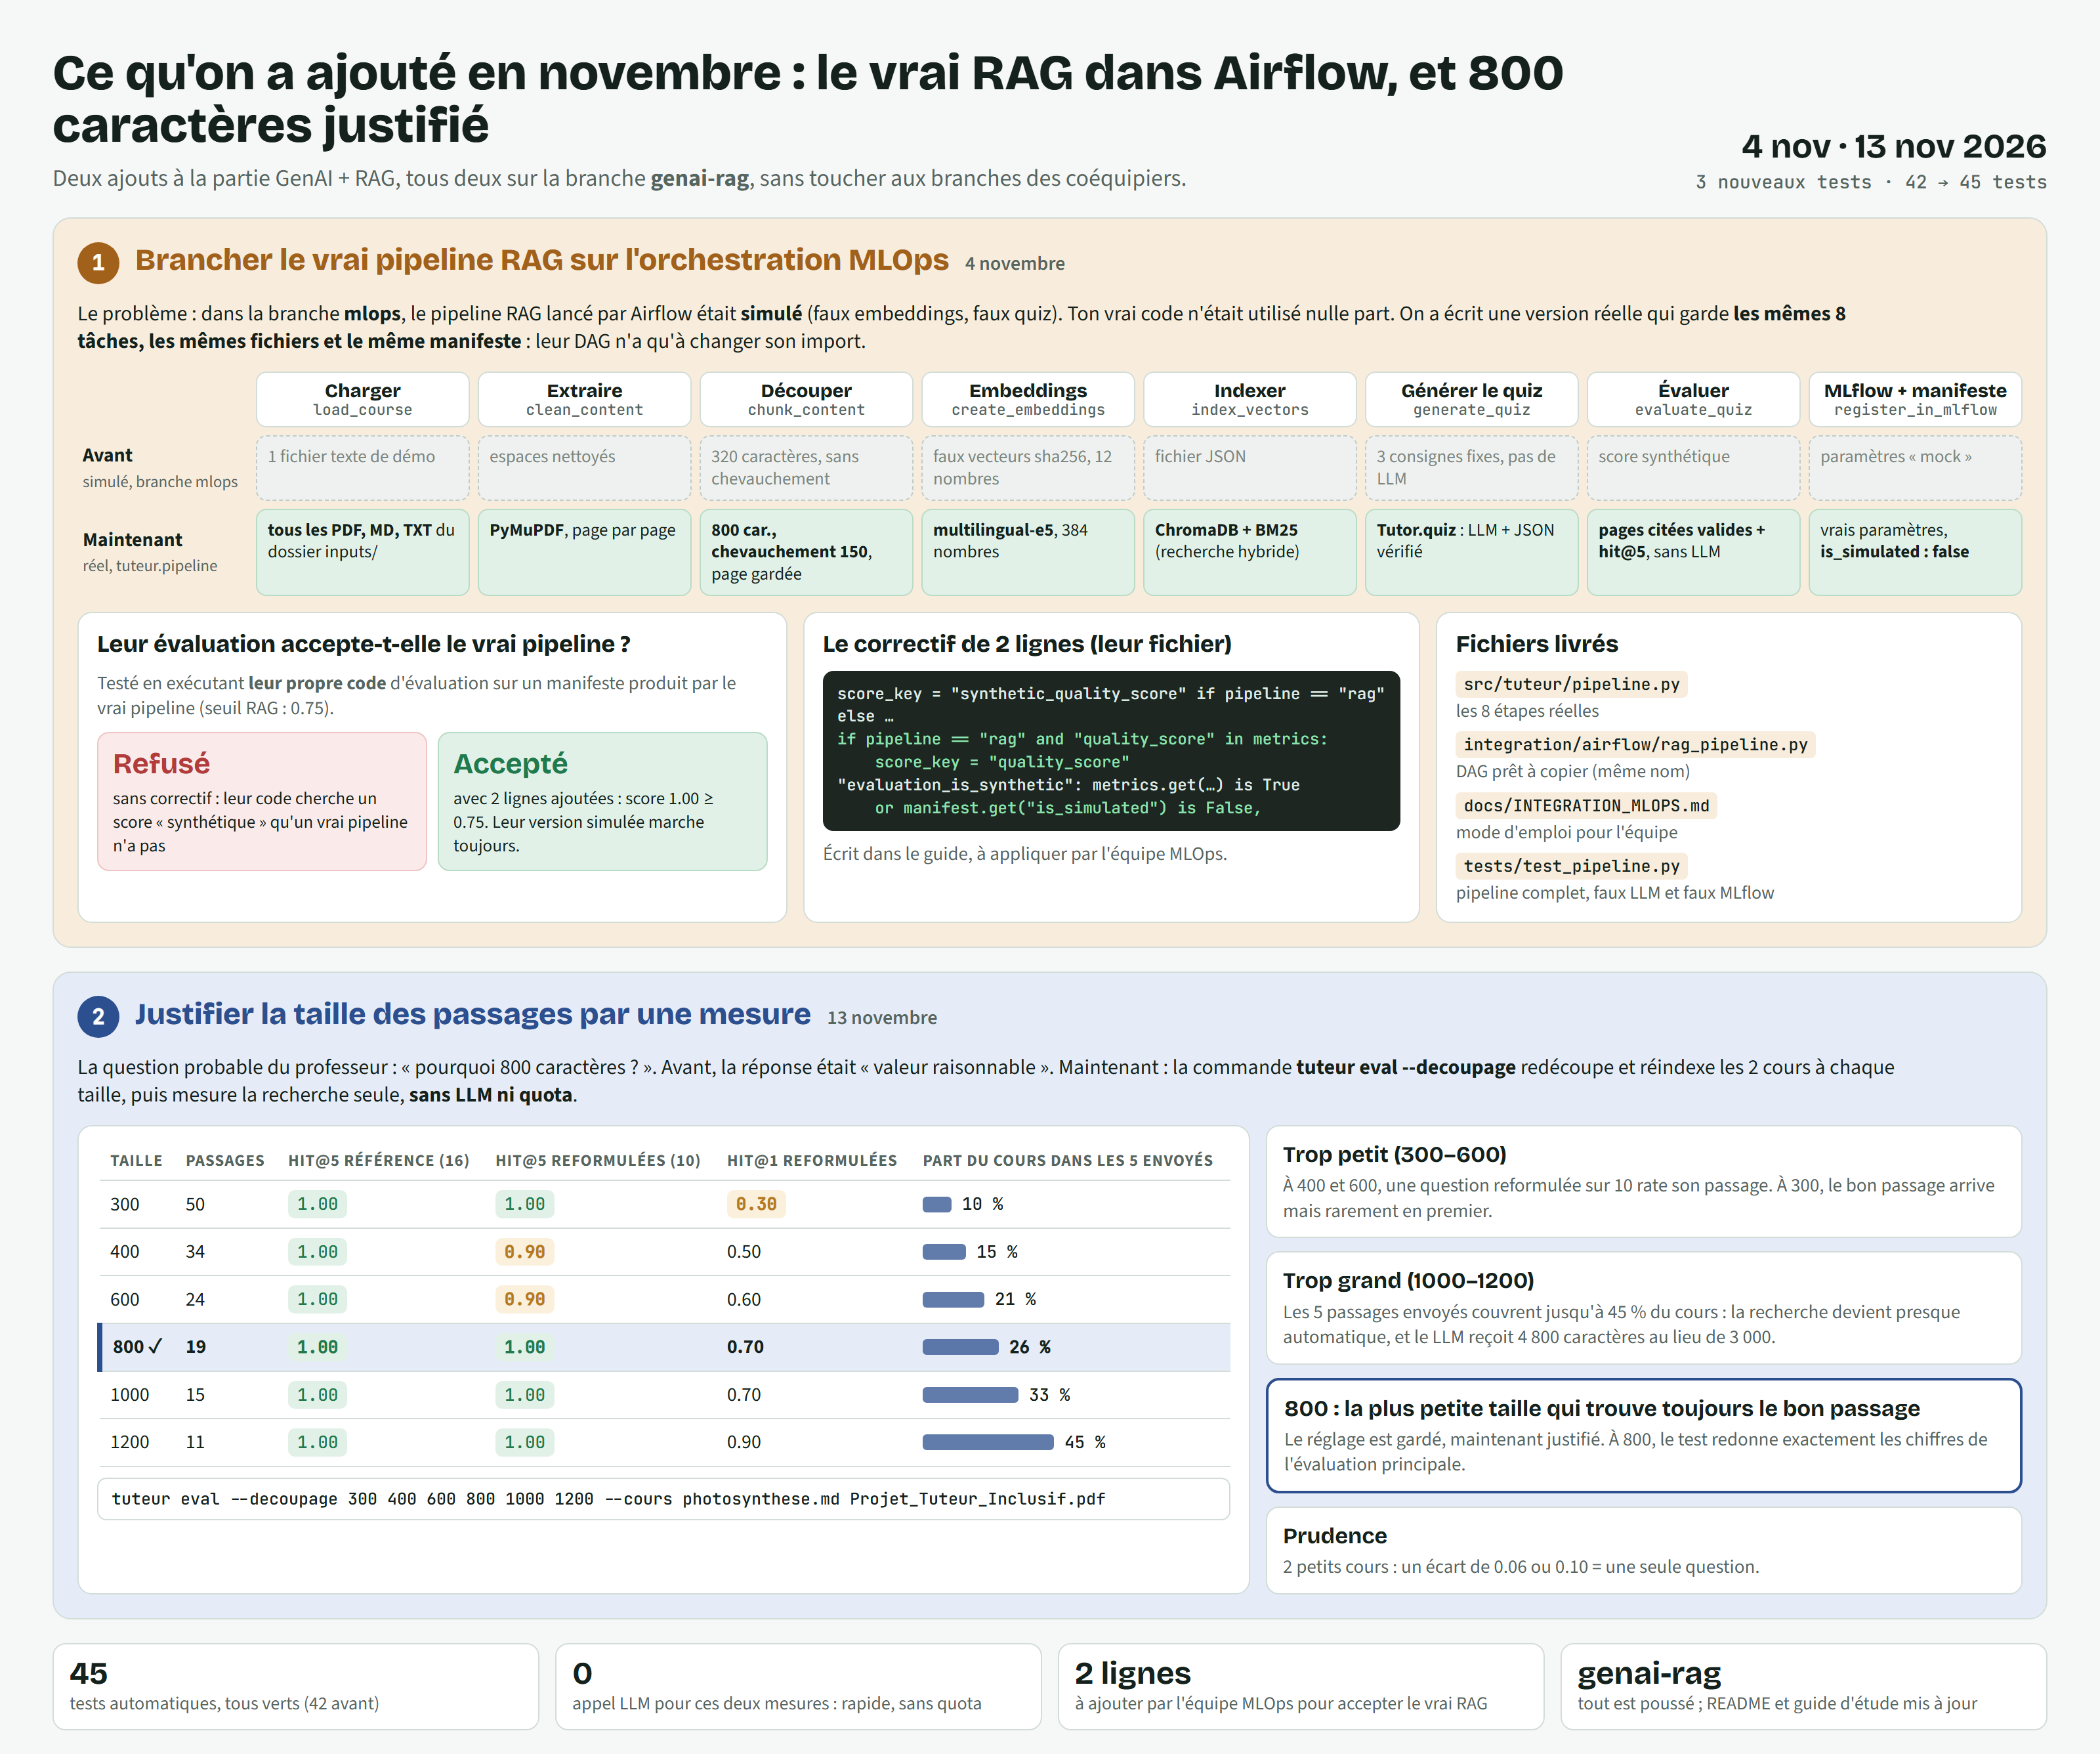 Ce qu'on a ajouté en novembre : le vrai RAG dans Airflow, et 800
caractères justifié
Deux ajouts à la partie GenAI + RAG, tous deux sur la branche genai-rag, sans toucher aux branches des coéquipiers.
4 nov · 13 nov 2026
3 nouveaux tests · 42 → 45 tests
1 Brancher le vrai pipeline RAG sur l'orchestration MLOps 4 novembre
Le problème : dans la branche mlops, le pipeline RAG lancé par Airflow était simulé (faux embeddings, faux quiz). Ton vrai code n'était utilisé nulle part. On a écrit une version réelle qui garde les mêmes 8
tâches, les mêmes fichiers et le même manifeste : leur DAG n'a qu'à changer son import.
Charger
load_course
Extraire
clean_content
Découper
chunk_content
Embeddings
create_embeddings
Indexer
index_vectors
Générer le quiz
generate_quiz
Évaluer
evaluate_quiz
MLflow + manifeste
register_in_mlflow
Avant
simulé, branche mlops
1 fichier texte de démo
espaces nettoyés
320 caractères, sans
chevauchement
faux vecteurs sha256, 12
nombres
fichier JSON
3 consignes fixes, pas de
LLM
score synthétique
paramètres « mock »
Maintenant
réel, tuteur.pipeline
tous les PDF, MD, TXT du
dossier inputs/
PyMuPDF, page par page
800 car.,
chevauchement 150,
page gardée
multilingual-e5, 384
nombres
ChromaDB + BM25
(recherche hybride)
Tutor.quiz : LLM + JSON
vérifié
pages citées valides +
hit@5, sans LLM
vrais paramètres,
is_simulated : false
Leur évaluation accepte-t-elle le vrai pipeline ?
Testé en exécutant leur propre code d'évaluation sur un manifeste produit par le
vrai pipeline (seuil RAG : 0.75).
Refusé
sans correctif : leur code cherche un
score « synthétique » qu'un vrai pipeline
n'a pas
Accepté
avec 2 lignes ajoutées : score 1.00 ≥
0.75. Leur version simulée marche
toujours.
Le correctif de 2 lignes (leur fichier)
score_key = "synthetic_quality_score" if pipeline == "rag"
else …
if pipeline == "rag" and "quality_score" in metrics:
    score_key = "quality_score"
"evaluation_is_synthetic": metrics.get(…) is True
    or manifest.get("is_simulated") is False,
Écrit dans le guide, à appliquer par l'équipe MLOps.
Fichiers livrés
src/tuteur/pipeline.py
les 8 étapes réelles
integration/airflow/rag_pipeline.py
DAG prêt à copier (même nom)
docs/INTEGRATION_MLOPS.md
mode d'emploi pour l'équipe
tests/test_pipeline.py
pipeline complet, faux LLM et faux MLflow
2 Justifier la taille des passages par une mesure 13 novembre
La question probable du professeur : « pourquoi 800 caractères ? ». Avant, la réponse était « valeur raisonnable ». Maintenant : la commande tuteur eval --decoupage redécoupe et réindexe les 2 cours à chaque
taille, puis mesure la recherche seule, sans LLM ni quota.
TAILLE PASSAGES HIT@5 RÉFÉRENCE (16) HIT@5 REFORMULÉES (10) HIT@1 REFORMULÉES PART DU COURS DANS LES 5 ENVOYÉS
300 50 1.00 1.00 0.30 10 %
400 34 1.00 0.90 0.50 15 %
600 24 1.00 0.90 0.60 21 %
800 ✓ 19 1.00 1.00 0.70 26 %
1000 15 1.00 1.00 0.70 33 %
1200 11 1.00 1.00 0.90 45 %
tuteur eval --decoupage 300 400 600 800 1000 1200 --cours photosynthese.md Projet_Tuteur_Inclusif.pdf
Trop petit (300–600)
À 400 et 600, une question reformulée sur 10 rate son passage. À 300, le bon passage arrive
mais rarement en premier.
Trop grand (1000–1200)
Les 5 passages envoyés couvrent jusqu'à 45 % du cours : la recherche devient presque
automatique, et le LLM reçoit 4 800 caractères au lieu de 3 000.
800 : la plus petite taille qui trouve toujours le bon passage
Le réglage est gardé, maintenant justifié. À 800, le test redonne exactement les chiffres de
l'évaluation principale.
Prudence
2 petits cours : un écart de 0.06 ou 0.10 = une seule question.
45
tests automatiques, tous verts (42 avant)
0
appel LLM pour ces deux mesures : rapide, sans quota
2 lignes
à ajouter par l'équipe MLOps pour accepter le vrai RAG
genai-rag
tout est poussé ; README et guide d'étude mis à jour